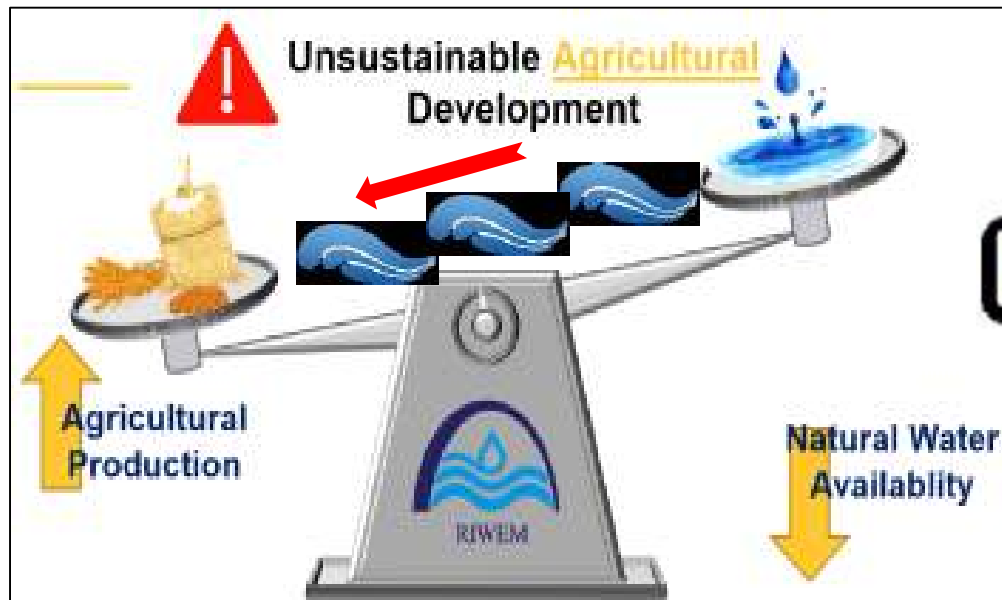 Unsustainable Agricultural
Development
Agricultural
Production
Natural Water
Availablity
RIWEM